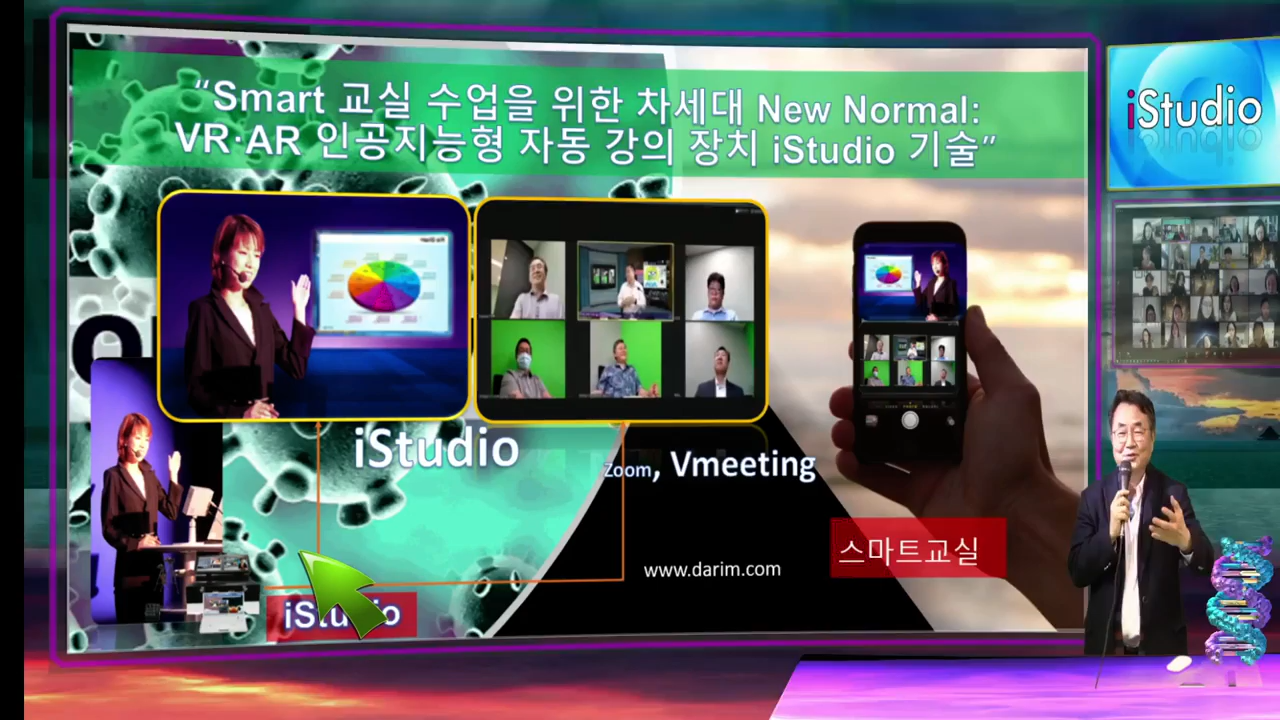 “Smart 교실 수업을 위한 차세대 New Normal:
VR·AR 인공지능형 자동 강의 장치 iStudio 기술”
iStudio
iStudio
Zoom, Vmeeting
www.darim.com
스마트교실